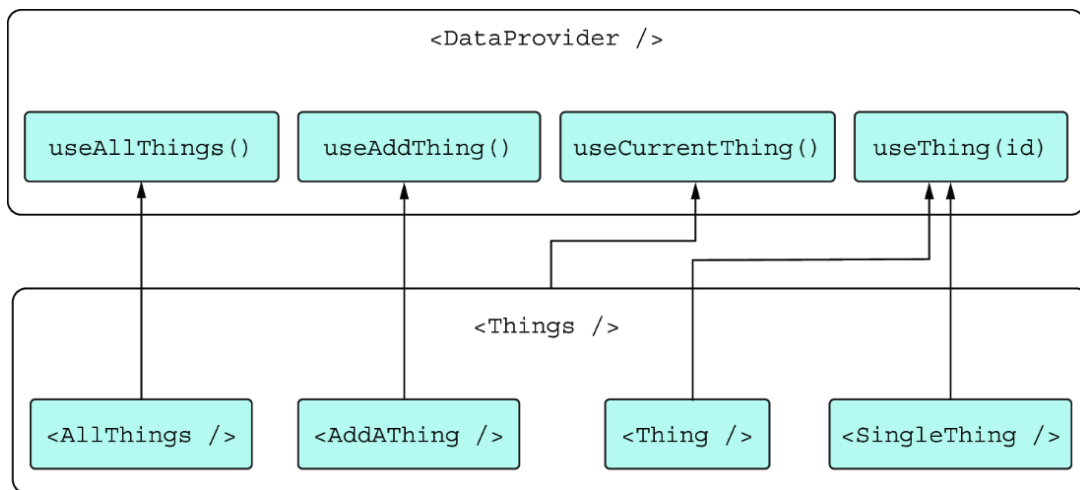 <DataProvider />
useAllThings()
useAddThing()
useCurrentThing()
useThing(id)
<Things />
<AllThings />
<AddAThing />
<Thing />
<SingleThing />